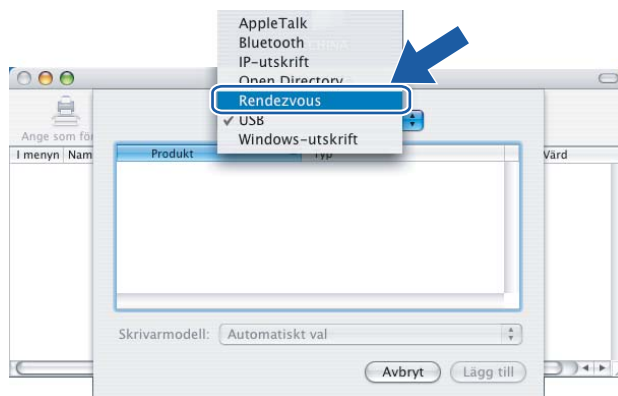 AppleTalk
Bluetooth
IP-utskrift
Open Directory
Rendezvous
✓ USB
Windows-utskrift
Ange som för
I menyn Nam
Produkt Typ
Värd
Skrivarmodell: Automatiskt val
Avbryt Lägg till